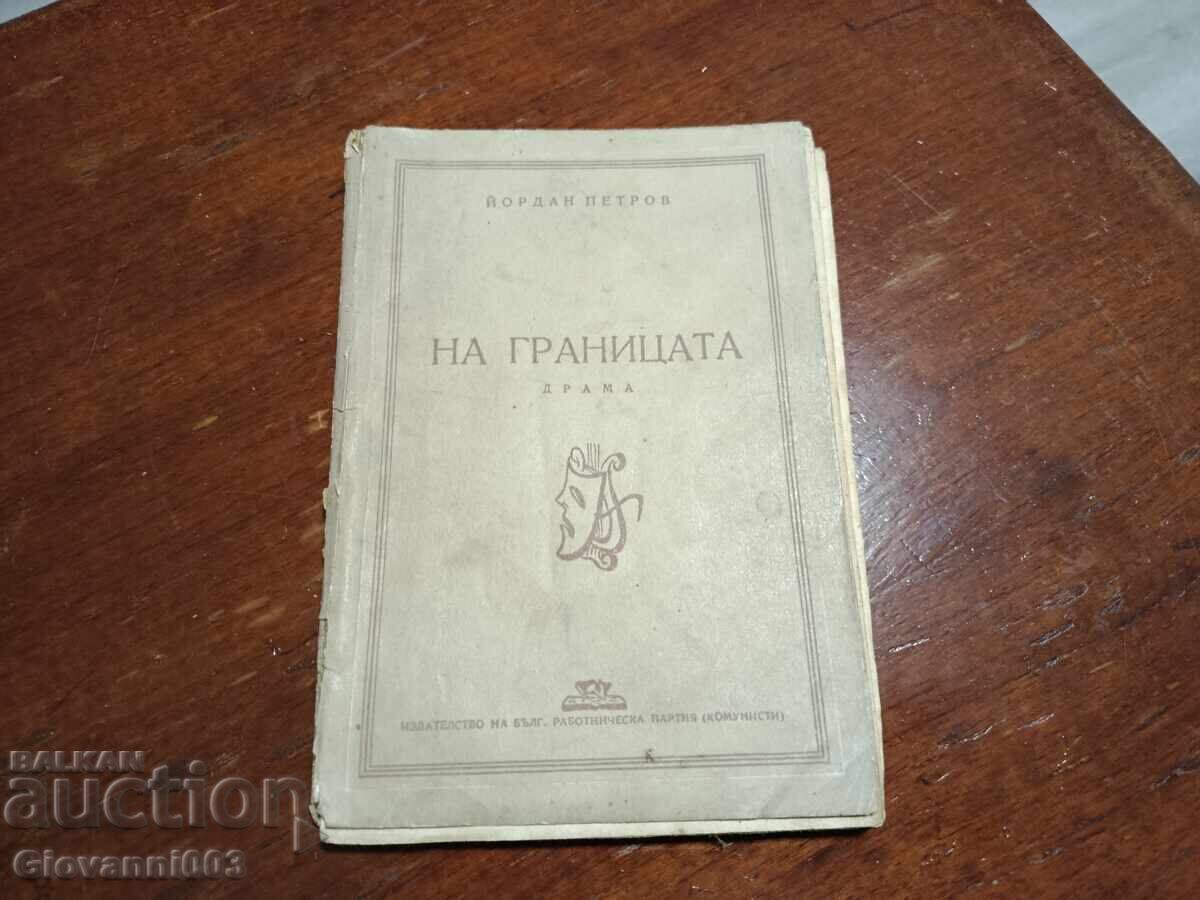 ЙОРДАН ПЕТРОВ
НА ГРАНИЦАТА
ДРАМА
ИЗДАТЕЛСТВО НА БЪЛГ. РАБОТНИЧЕСКА ПАРТИЯ (КОМУНИСТИ)
BALKAN
auction
Giovanni003